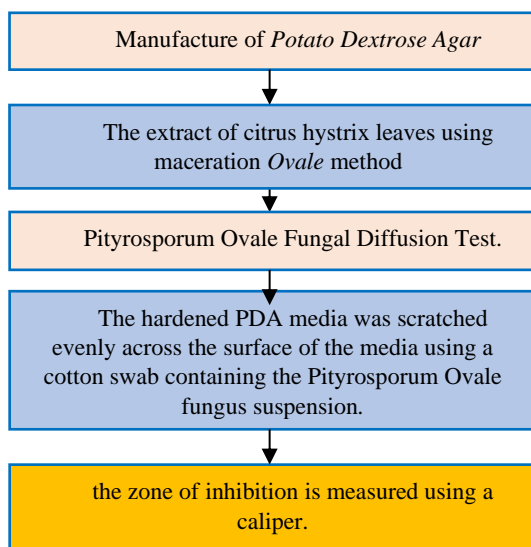 Manufacture of Potato Dextrose Agar
The extract of citrus hystrix leaves using
maceration Ovale method
Pityrosporum Ovale Fungal Diffusion Test.
The hardened PDA media was scratched
evenly across the surface of the media using a
cotton swab containing the Pityrosporum Ovale
fungus suspension.
the zone of inhibition is measured using a
caliper.